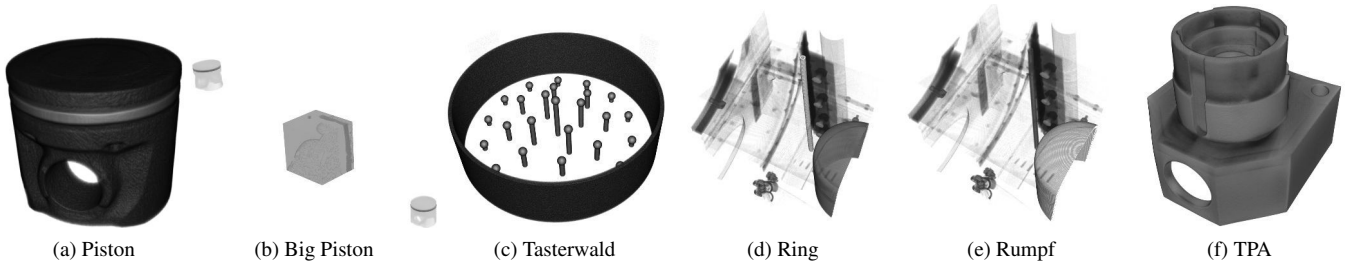 (a) Piston
(b) Big Piston
(c) Tasterwald
(d) Ring
(e) Rumpf
(f) TPA